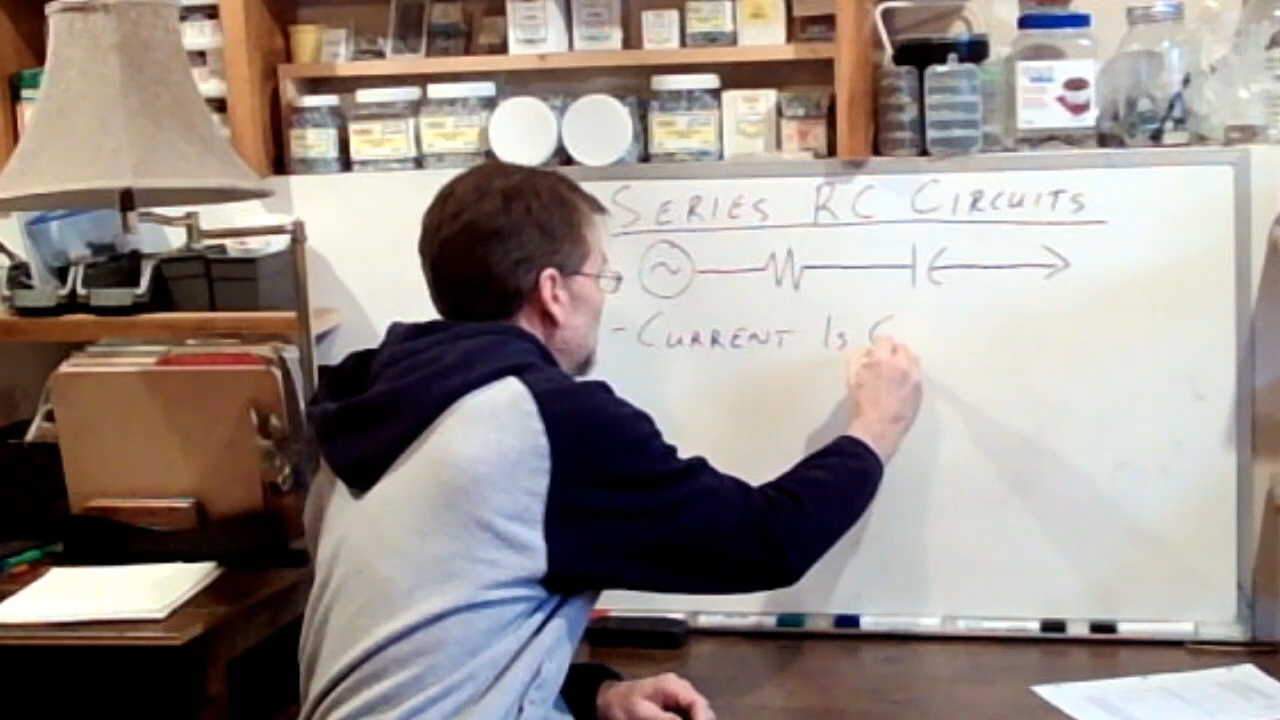 SERIES RC CIRCUITS
~
- CURRENT IS C